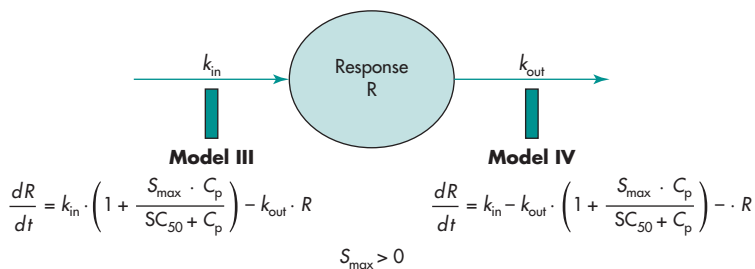 k_in
Response
R
k_out
Model III
Model IV
dR/dt = k_in · (1 + S_max · C_p / SC_50 + C_p) – k_out · R
dR/dt = k_in – k_out · (1 + S_max · C_p / SC_50 + C_p) – · R
S_max > 0